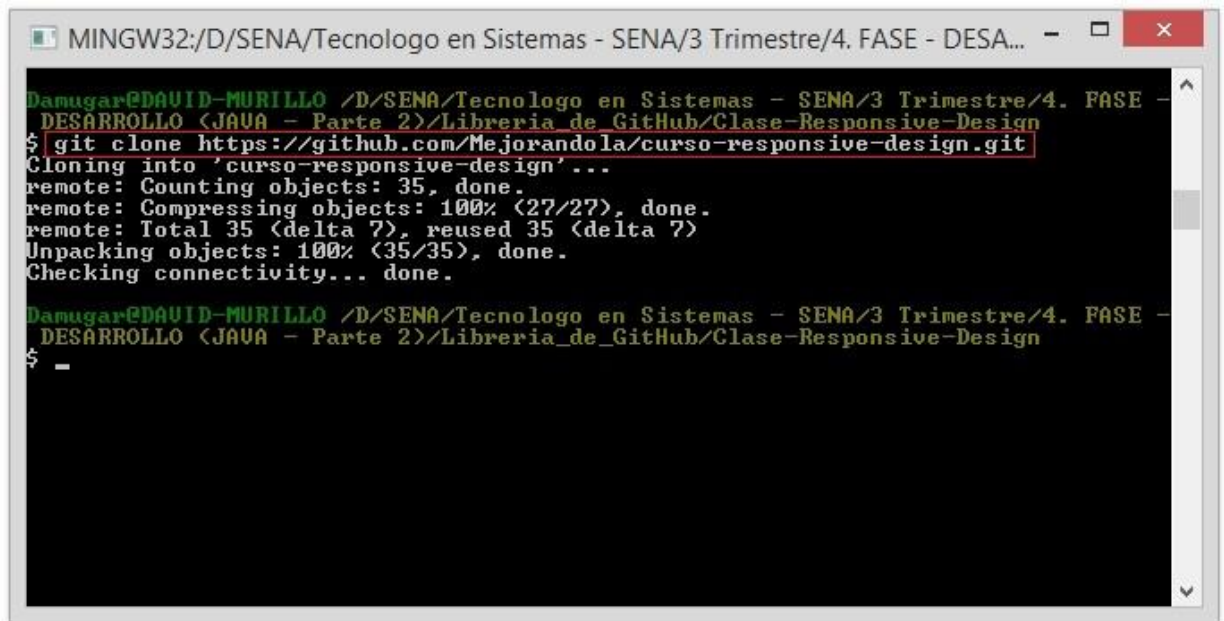 MINGW32:/D/SENA/Tecnologo en Sistemas - SENA/3 Trimestre/4. FASE - DESA...
Damugar@DAVID-MURILLO /D/SENA/Tecnologo en Sistemas - SENA/3 Trimestre/4. FASE -
DESARROLLO (JAVA - Parte 2)/Libreria_de_GitHub/Clase-Responsive-Design
$ git clone https://github.com/Mejorandola/curso-responsive-design.git
Cloning into 'curso-responsive-design'...
remote: Counting objects: 35, done.
remote: Compressing objects: 100% (27/27), done.
remote: Total 35 (delta 7), reused 35 (delta 7)
Unpacking objects: 100% (35/35), done.
Checking connectivity... done.
Damugar@DAVID-MURILLO /D/SENA/Tecnologo en Sistemas - SENA/3 Trimestre/4. FASE -
DESARROLLO (JAVA - Parte 2)/Libreria_de_GitHub/Clase-Responsive-Design
$